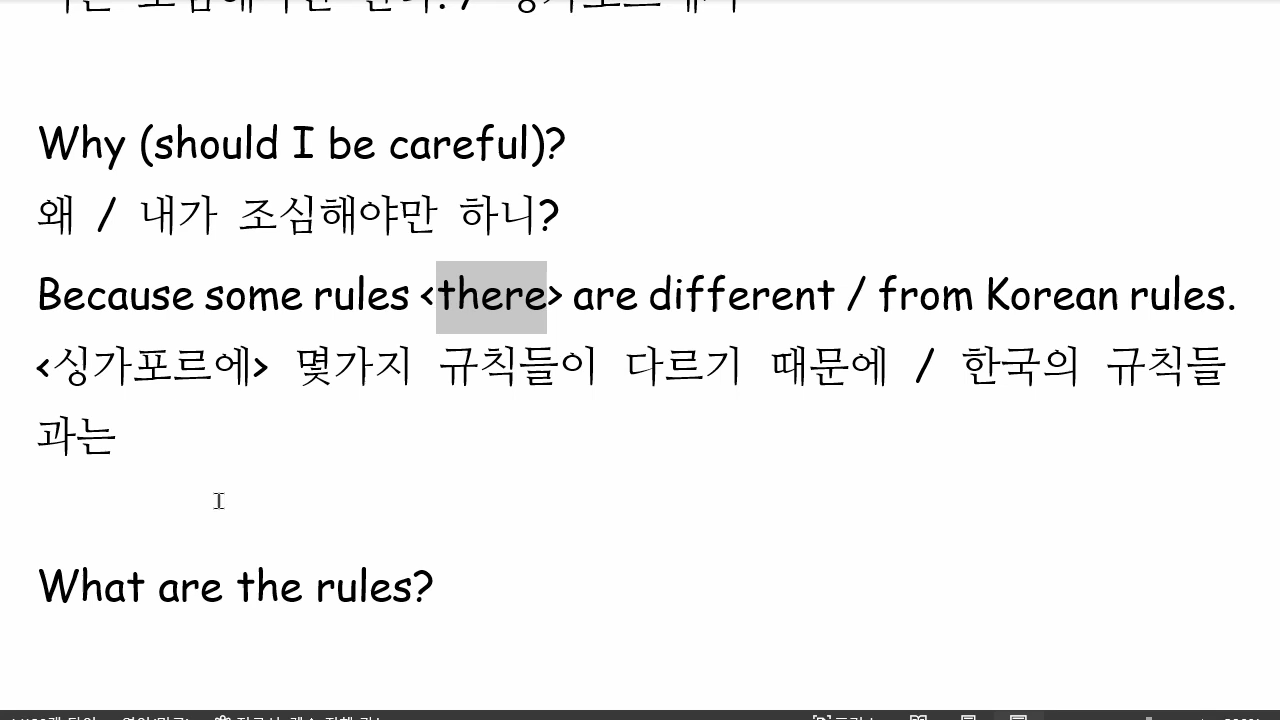 Why (should I be careful)?
왜 / 내가 조심해야만 하니?
Because some rules <there> are different / from Korean rules.
<싱가포르에> 몇가지 규칙들이 다르기 때문에 / 한국의 규칙들
과는
What are the rules?